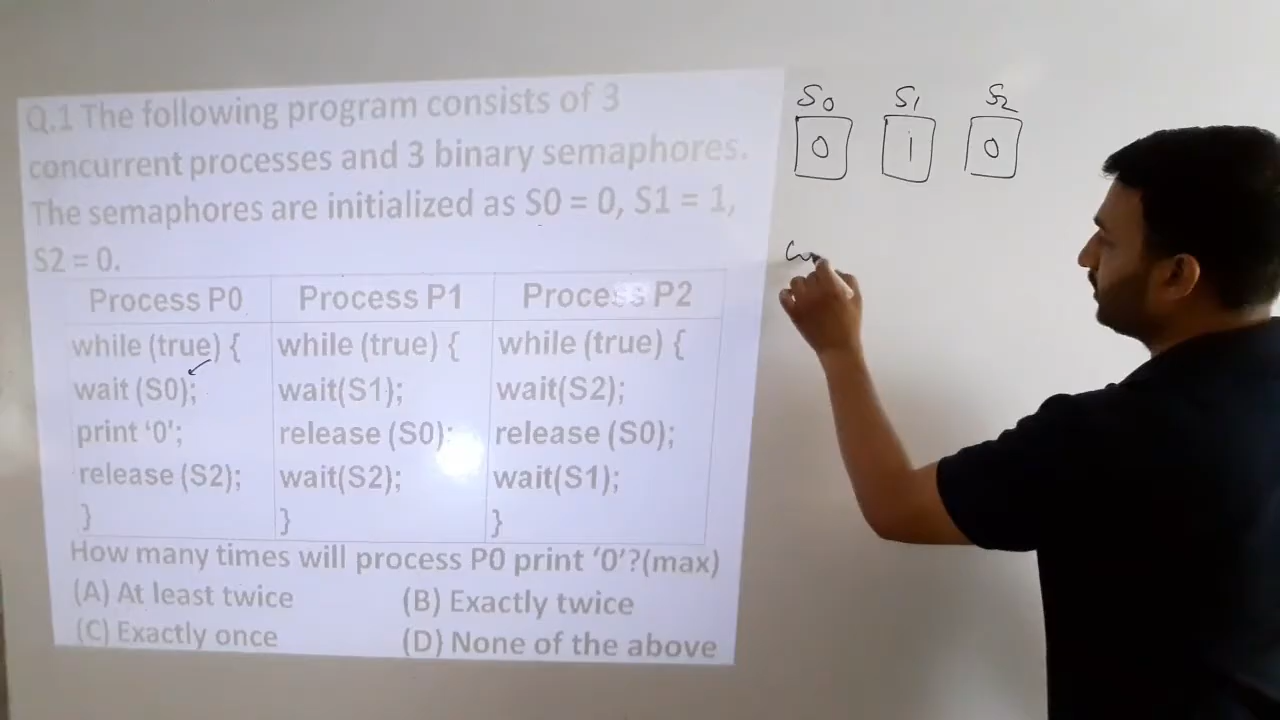 Q.1 The following program consists of 3
concurrent processes and 3 binary semaphores.
The semaphores are initialized as S0 = 0, S1 = 1,
S2 = 0.
Process P0 Process P1 Process P2
while (true) { while (true) { while (true) {
wait (S0); wait(S1); wait(S2);
print ‘0’; release (S0); release (S0);
release (S2); wait(S2); wait(S1);
} } }
How many times will process P0 print ‘0’?(max)
(A) At least twice (B) Exactly twice
(C) Exactly once (D) None of the above
S0 S1 S2
0 1 0